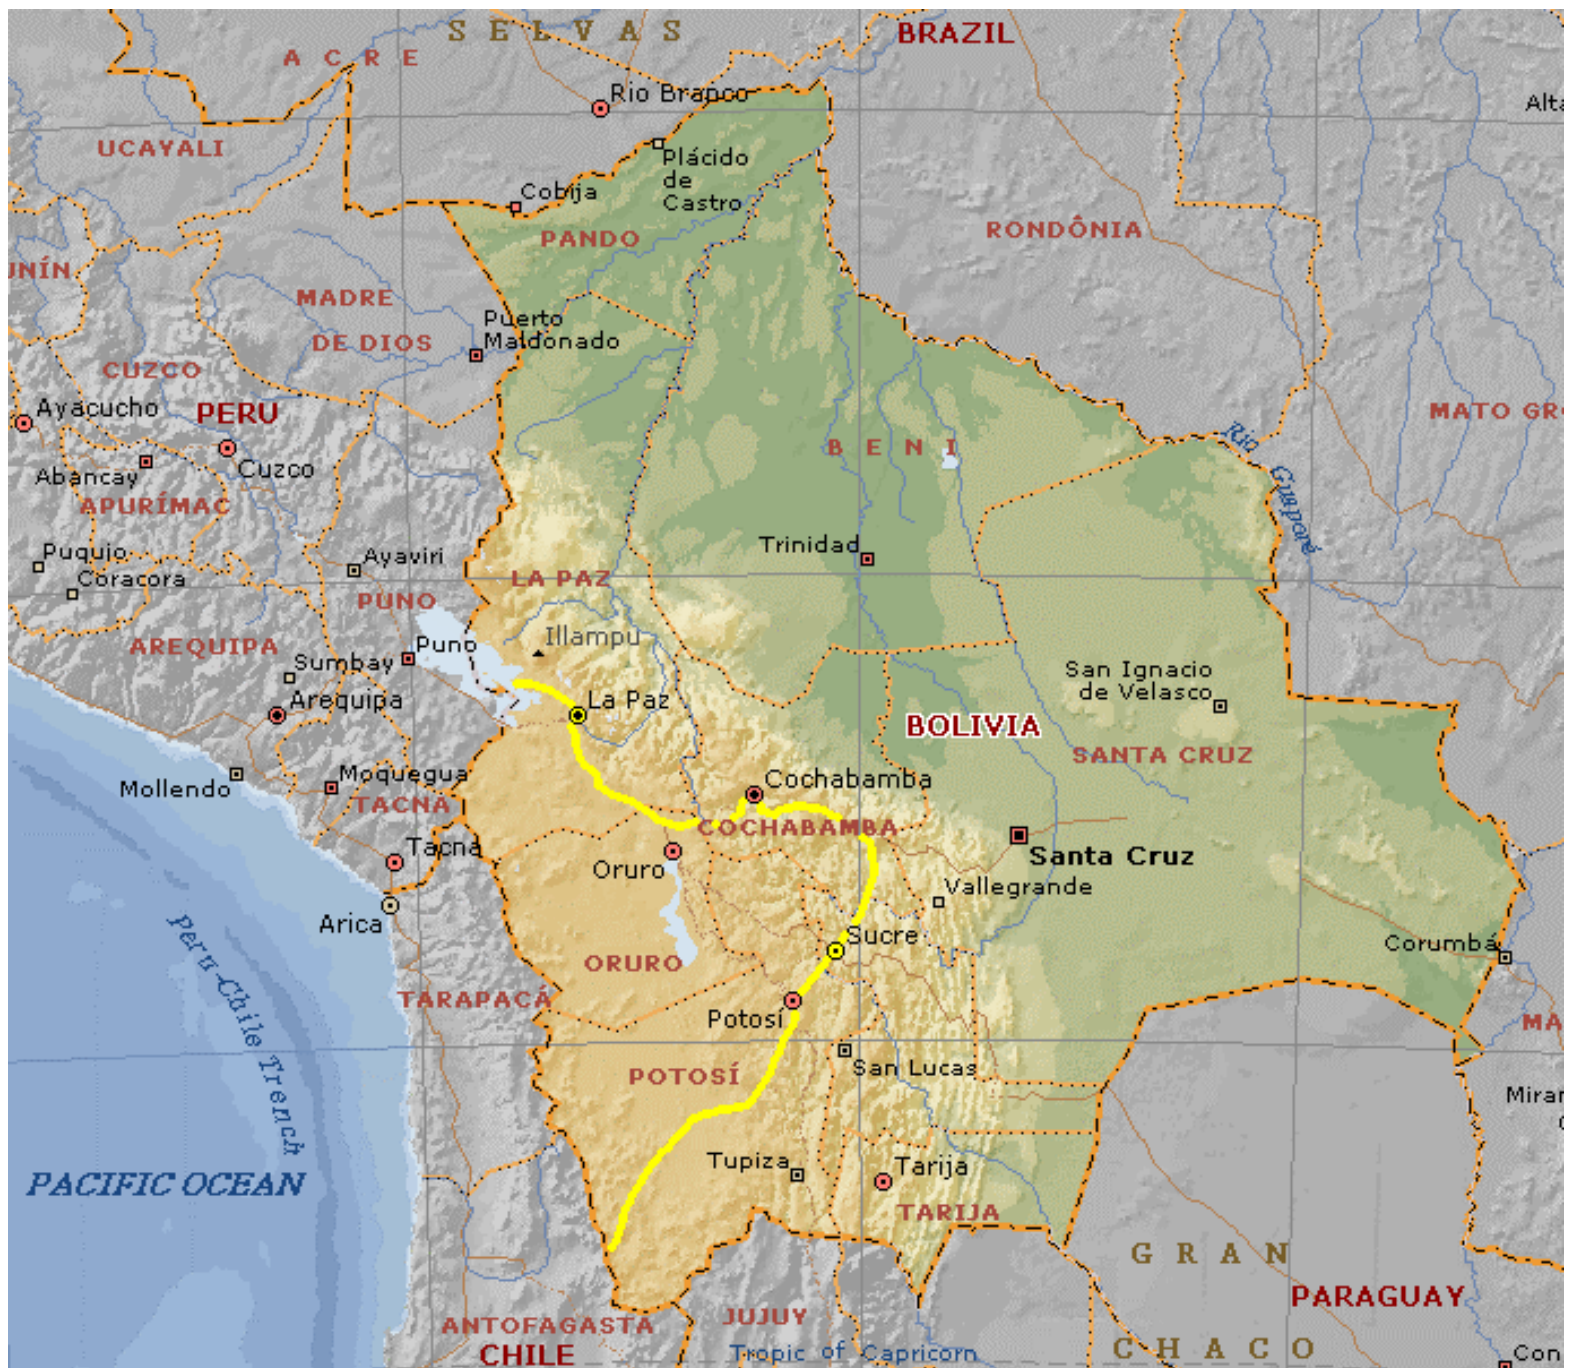 SELVAS
BRAZIL
ACRE
Rio Branco
Alta
UCAYALI
Plácido
de
Castro
Cobija
PANDO
RONDÔNIA
UNÍN
MADRE
DE DIOS
Puerto
Maldonado
CUZCO
Ayacucho
PERU
MATO GR
BENI
Rio
Guaporé
Cuzco
Abancay
APURÍMAC
Puquio
Coracora
Ayaviri
Trinidad
LA PAZ
PUNO
AREQUIPA
Illampu
Puno
Sumbay
San Ignacio
de Velasco
Arequipa
La Paz
BOLIVIA
SANTA CRUZ
Mollendo
Moquegua
Cochabamba
TACNA
COCHABAMBA
Tacna
Oruro
Santa Cruz
Vallegrande
Arica
Sucre
Corumbá
ORURO
Peru-Chile Trench
TARAPACÁ
Potosí
MA
San Lucas
POTOSÍ
Miran
Tupiza
Tarija
PACIFIC OCEAN
TARIJA
GRAN
PARAGUAY
JUJUY
ANTOFAGASTA
CHILE
Tropic of Capricorn
CHACO
Con